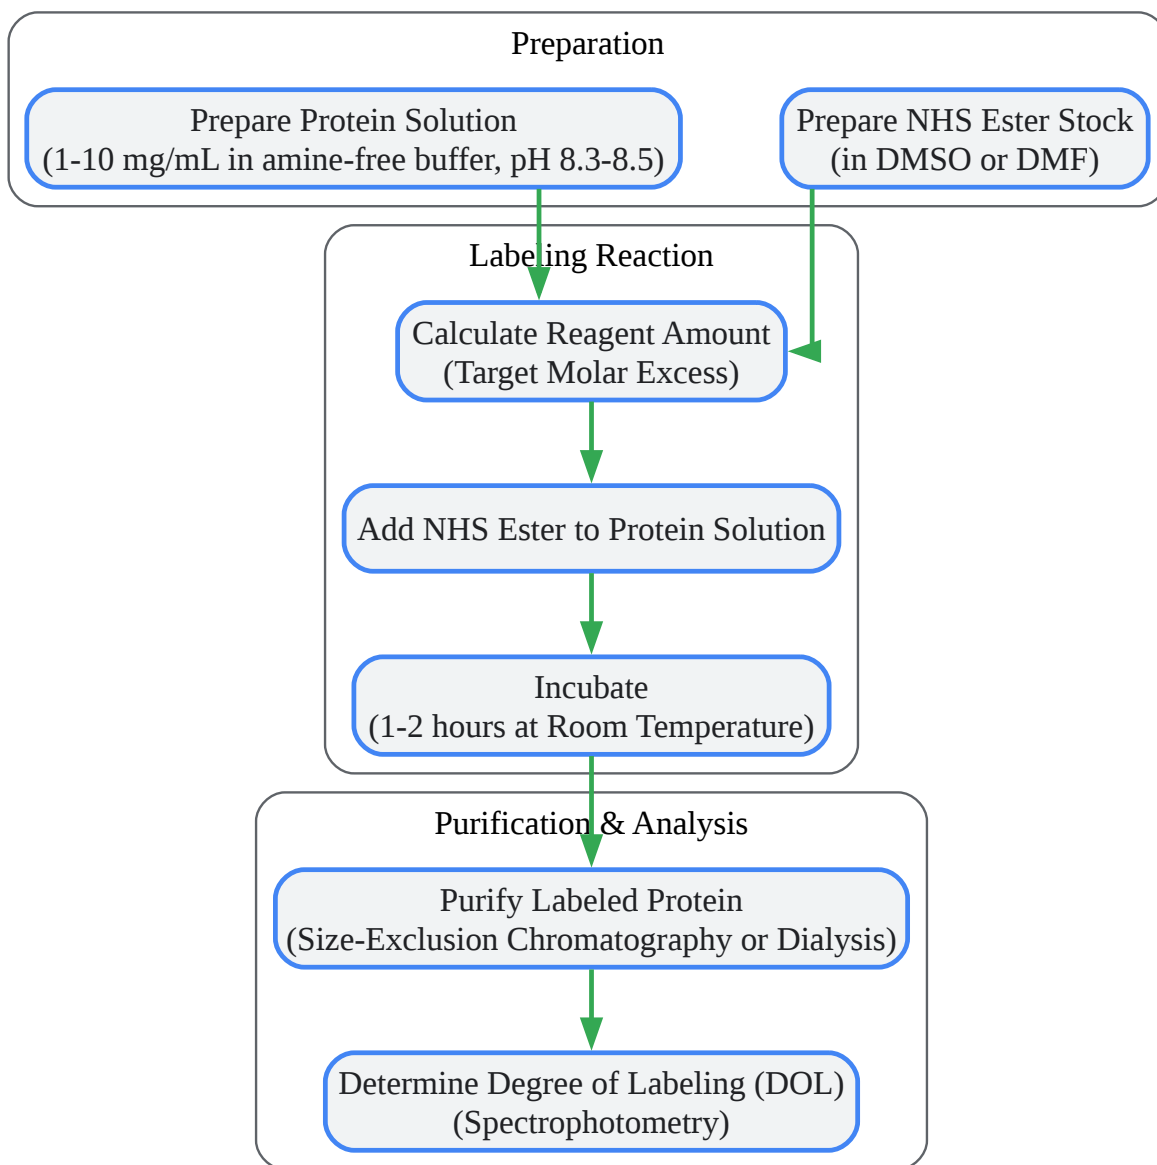 Preparation
Prepare Protein Solution
(1-10 mg/mL in amine-free buffer, pH 8.3-8.5)
Prepare NHS Ester Stock
(in DMSO or DMF)
Labeling Reaction
Calculate Reagent Amount
(Target Molar Excess)
Add NHS Ester to Protein Solution
Incubate
(1-2 hours at Room Temperature)
Purification & Analysis
Purify Labeled Protein
(Size-Exclusion Chromatography or Dialysis)
Determine Degree of Labeling (DOL)
(Spectrophotometry)